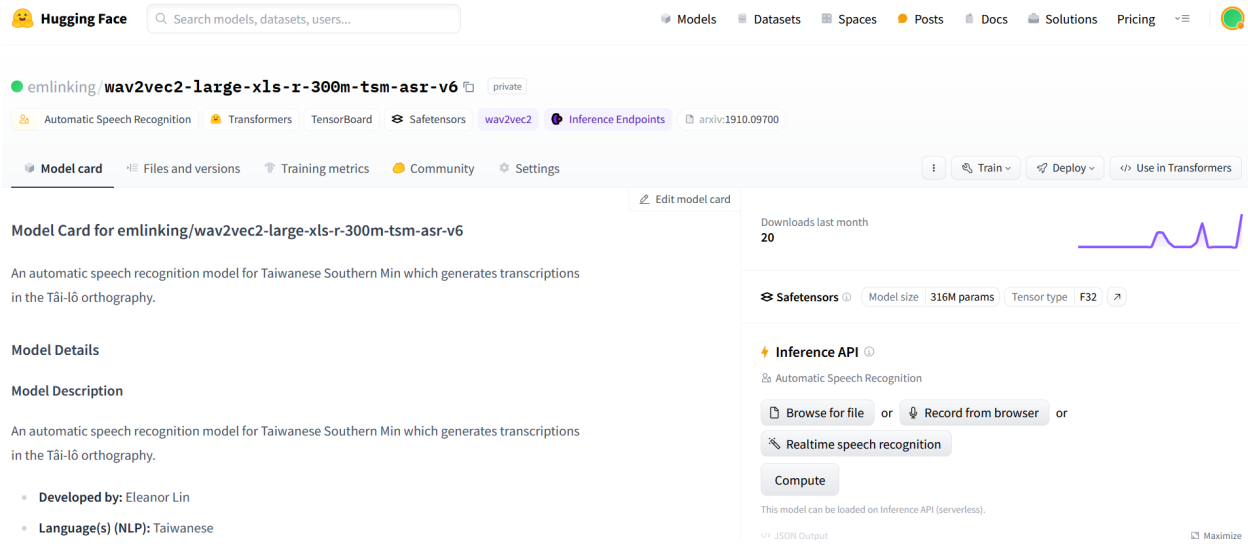 Hugging Face
Search models, datasets, users...
Models
Datasets
Spaces
Posts
Docs
Solutions
Pricing
emlinking/wav2vec2-large-xls-r-300m-tsm-asr-v6
private
Automatic Speech Recognition
Transformers
TensorBoard
Safetensors
wav2vec2
Inference Endpoints
arxiv:1910.09700
Model card
Files and versions
Training metrics
Community
Settings
Train
Deploy
Use in Transformers
Edit model card
Model Card for emlinking/wav2vec2-large-xls-r-300m-tsm-asr-v6
An automatic speech recognition model for Taiwanese Southern Min which generates transcriptions
in the Tâi-lô orthography.
Model Details
Model Description
An automatic speech recognition model for Taiwanese Southern Min which generates transcriptions
in the Tâi-lô orthography.
Developed by: Eleanor Lin
Language(s) (NLP): Taiwanese
Downloads last month
20
Safetensors
Model size 316M params
Tensor type F32
Inference API
Automatic Speech Recognition
Browse for file or Record from browser or
Realtime speech recognition
Compute
This model can be loaded on Inference API (serverless).
JSON Output
Maximize